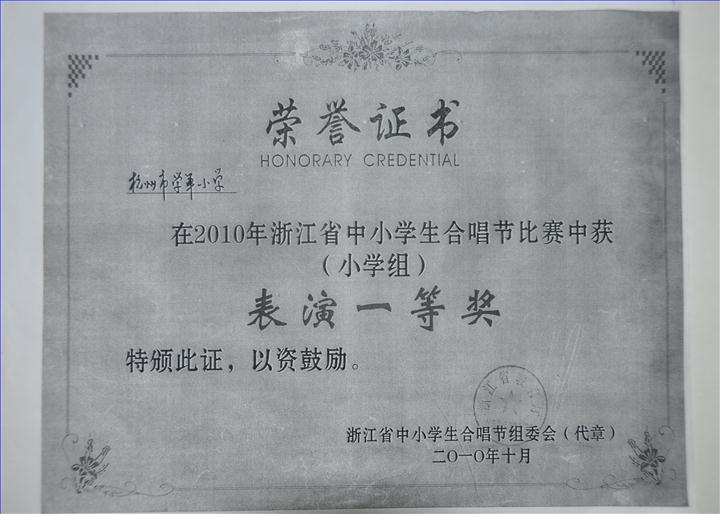 荣誉证书
HONORARY CREDENTIAL
杭州市学军小学
在2010年浙江省中小学生合唱节比赛中获
（小学组）
表演一等奖
特颁此证，以资鼓励。
浙江省中小学生合唱节组委会（代章）
二〇一〇年十月